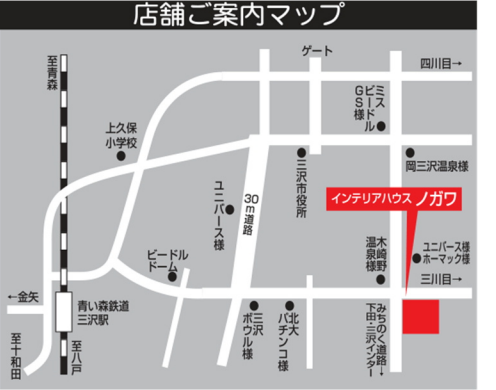 店舗ご案内マップ
ゲート
四川目→
至青森
ミスビードル
GS様
上久保
小学校
三沢市役所
岡三沢温泉様
インテリアハウス ノガワ
30m道路
ユニバース様
木崎野
温泉様
ユニバース様
ホーマック様
ビードル
ドーム
三川目→
←金矢
青い森鉄道
三沢駅
三沢
ボウル様
北大
パチンコ様
みちのく道路→
下田・三沢インター
至十和田
至八戸